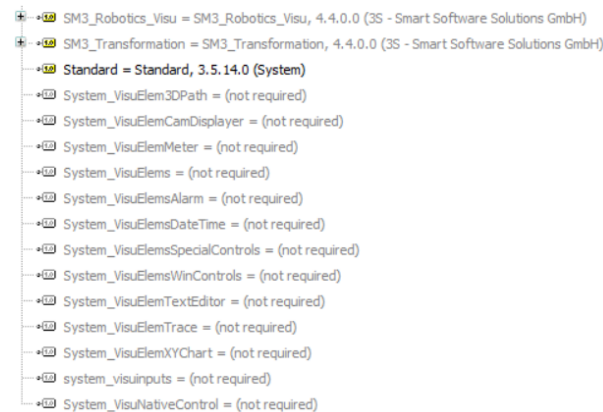 SM3_Robotics_Visu = SM3_Robotics_Visu, 4.4.0.0 (3S - Smart Software Solutions GmbH)
SM3_Transformation = SM3_Transformation, 4.4.0.0 (3S - Smart Software Solutions GmbH)
Standard = Standard, 3.5.14.0 (System)
System_VisuElem3DPath = (not required)
System_VisuElemCamDisplayer = (not required)
System_VisuElemMeter = (not required)
System_VisuElems = (not required)
System_VisuElemsAlarm = (not required)
System_VisuElemsDateTime = (not required)
System_VisuElemsSpecialControls = (not required)
System_VisuElemsWinControls = (not required)
System_VisuElemTextEditor = (not required)
System_VisuElemTrace = (not required)
System_VisuElemXYChart = (not required)
system_visuinputs = (not required)
System_VisuNativeControl = (not required)